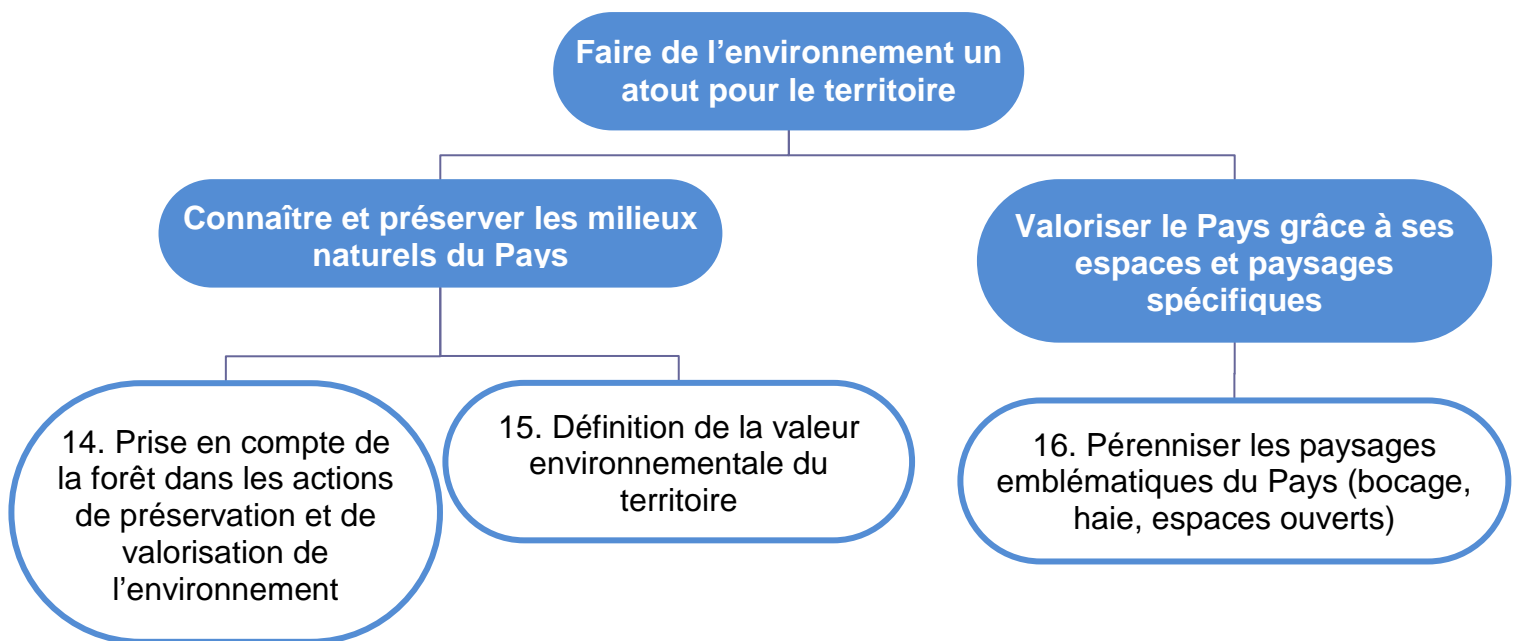 Faire de l’environnement un
atout pour le territoire
Connaître et préserver les milieux
naturels du Pays
Valoriser le Pays grâce à ses
espaces et paysages
spécifiques
14. Prise en compte de
la forêt dans les actions
de préservation et de
valorisation de
l’environnement
15. Définition de la valeur
environnementale du
territoire
16. Pérenniser les paysages
emblématiques du Pays (bocage,
haie, espaces ouverts)